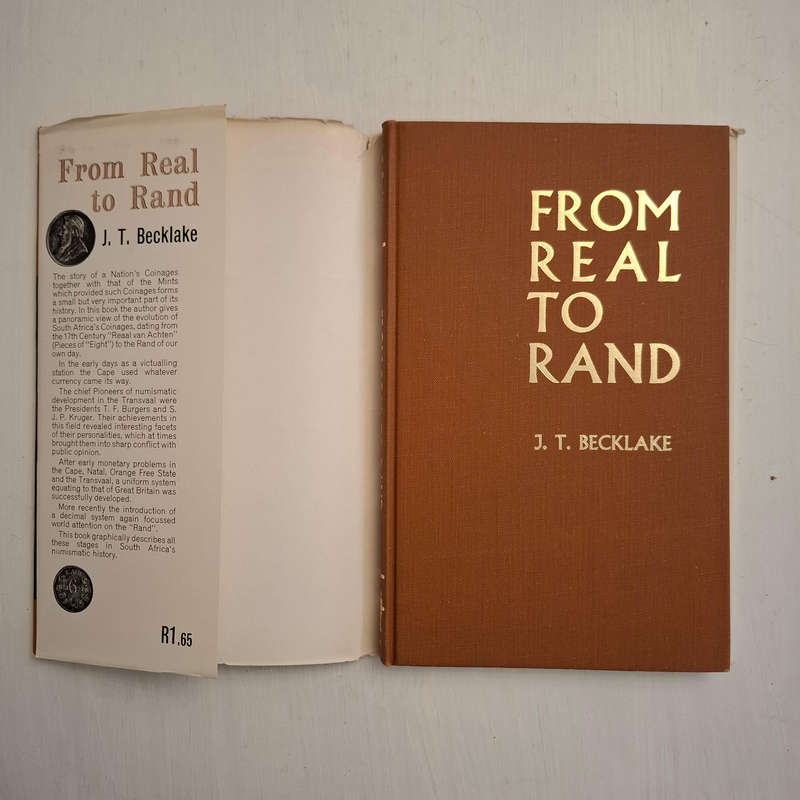 From Real
to Rand
J. T. Becklake
The story of a Nation's Coinages
together with that of the Mints
which provided such Coinages forms
a small but very important part of its
history. In this book the author gives
a panoramic view of the evolution of
South Africa's Coinages, dating from
the 17th Century "Reaal van Achten"
(Pieces of "Eight") to the Rand of our
own day.
In the early days as a victualling
station the Cape used whatever
currency came its way.
The chief Pioneers of numismatic
development in the Transvaal were
the Presidents T. F. Burgers and S.
J. P. Kruger. Their achievements in
this field revealed interesting facets
of their personalities, which at times
brought them into sharp conflict with
public opinion.
After early monetary problems in
the Cape, Natal, Orange Free State
and the Transvaal, a uniform system
equating to that of Great Britain was
successfully developed.
More recently the introduction of
a decimal system again focussed
world attention on the "Rand".
This book graphically describes all
these stages in South Africa's
numismatic history.
6
R1.65
FROM
REAL
TO
RAND
J. T. BECKLAKE